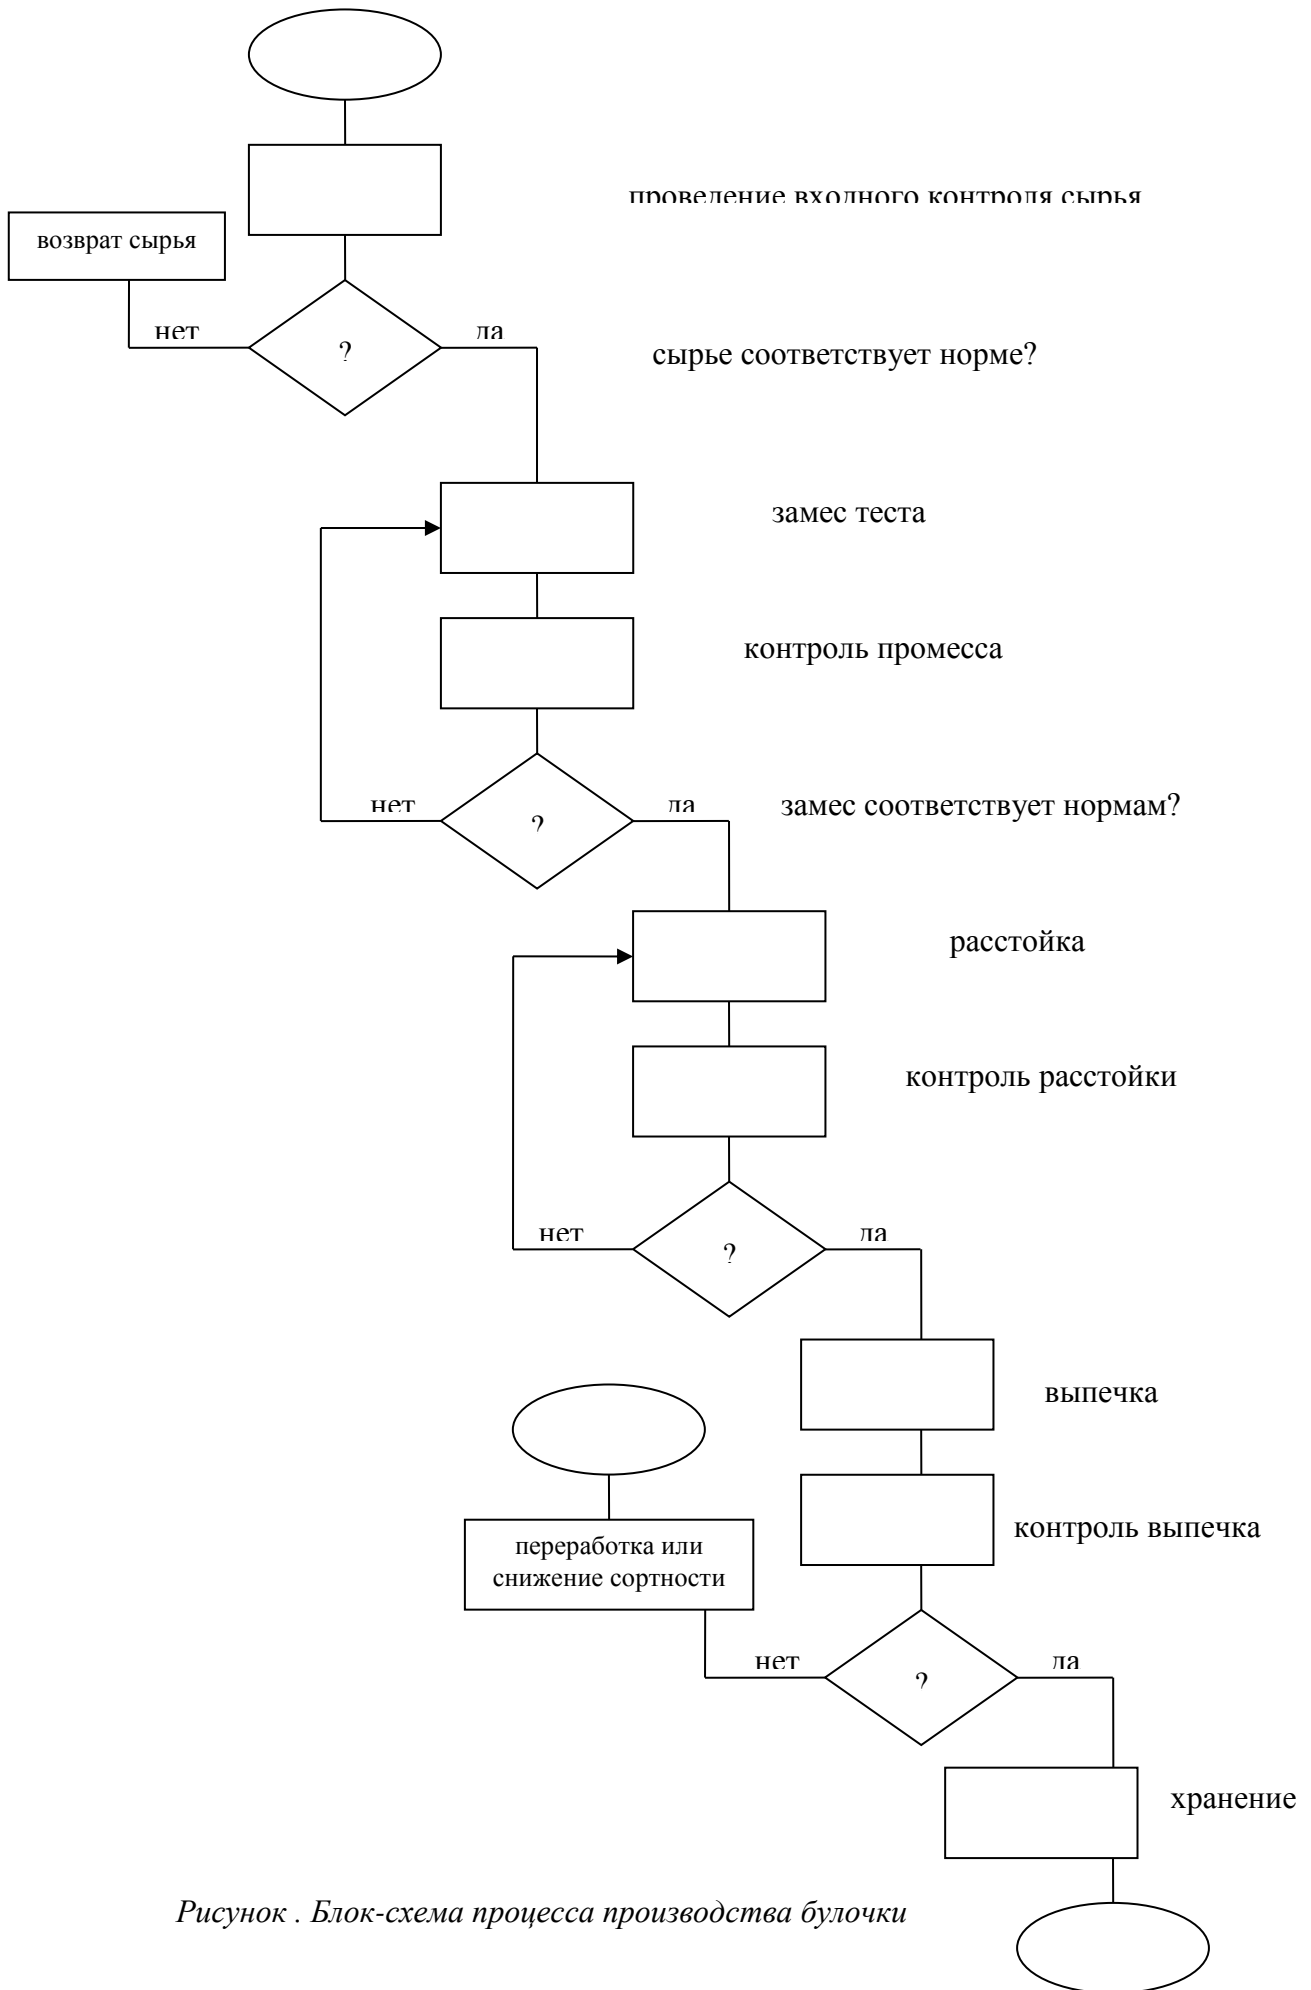 проведение входного контроля сырья
возврат сырья
нет
да
?
сырье соответствует норме?
замес теста
контроль промесса
нет
да
?
замес соответствует нормам?
расстойка
контроль расстойки
нет
да
?
выпечка
контроль выпечка
переработка или
снижение сортности
нет
да
?
хранение
Рисунок . Блок-схема процесса производства булочки